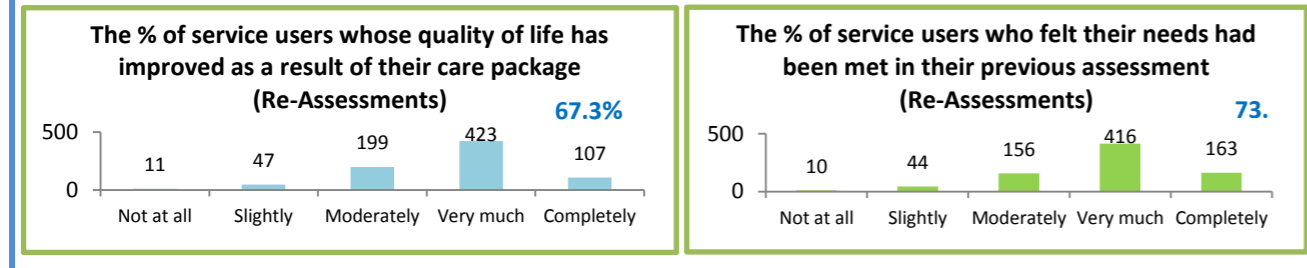 The % of service users whose quality of life has
improved as a result of their care package
(Re-Assessments)
67.3%
500
0
11
47
199
423
107
Not at all
Slightly
Moderately
Very much
Completely
The % of service users who felt their needs had
been met in their previous assessment
(Re-Assessments)
73.
500
0
10
44
156
416
163
Not at all
Slightly
Moderately
Very much
Completely